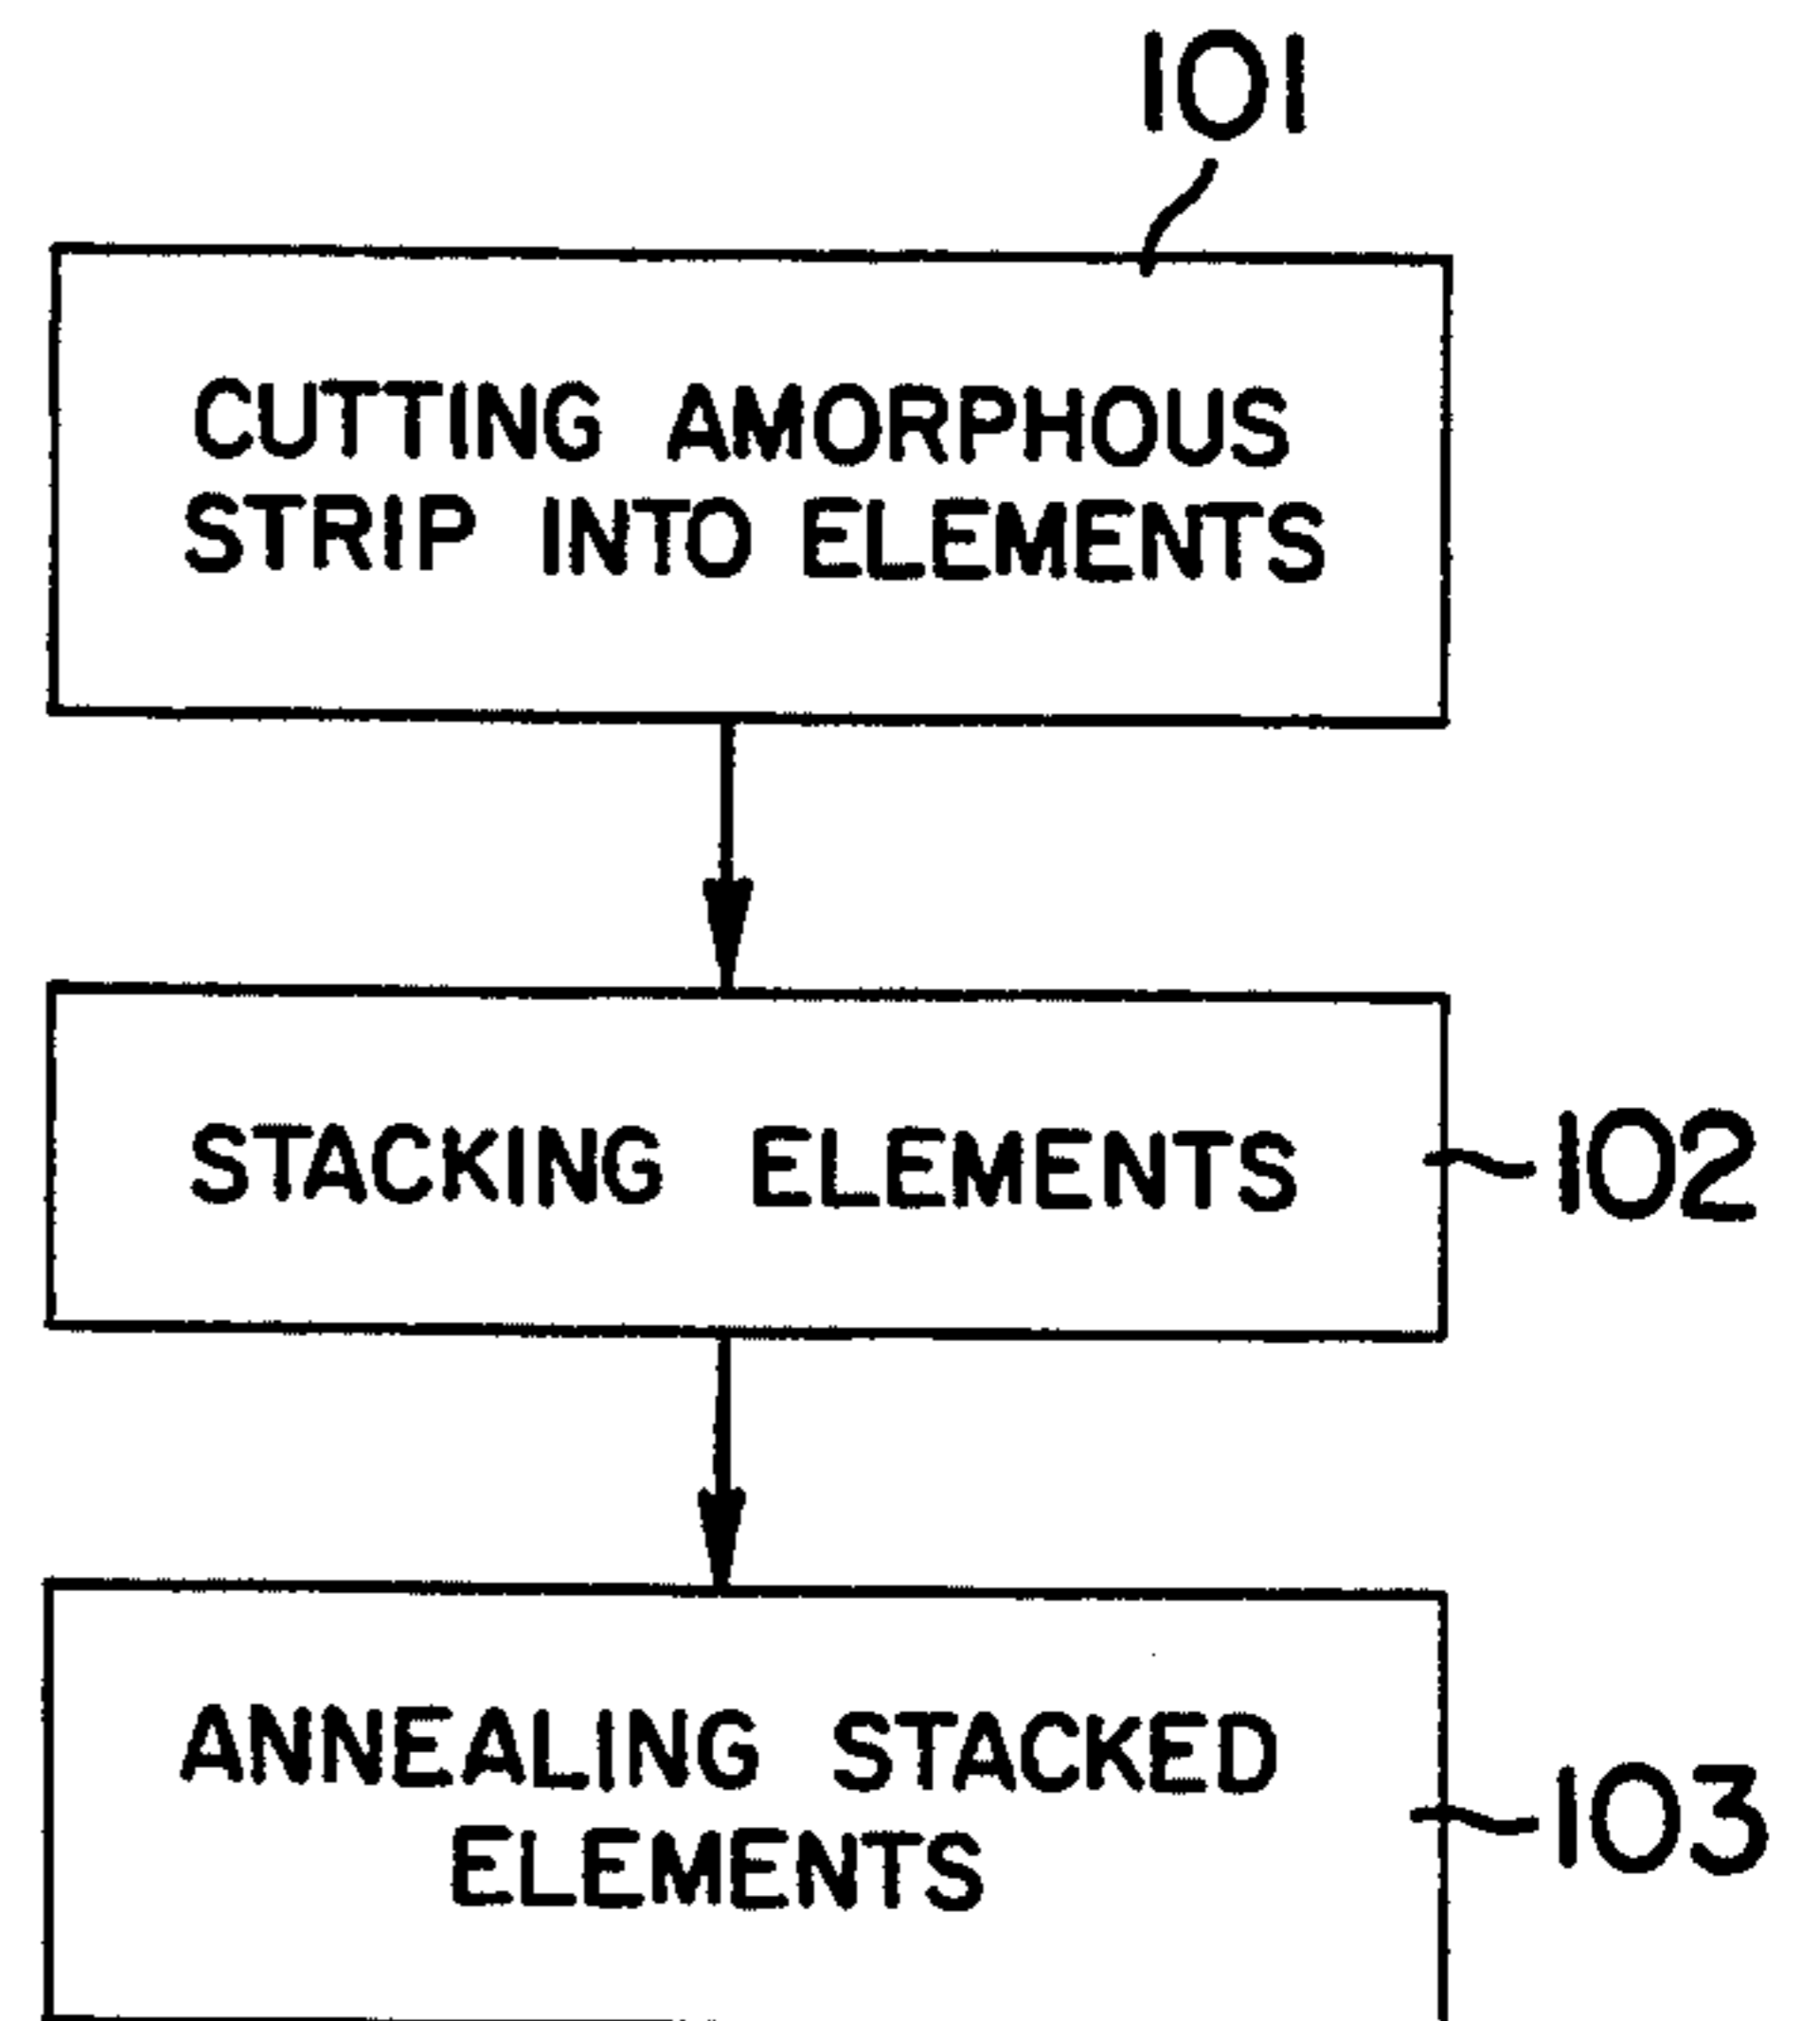 101
CUTTING AMORPHOUS
STRIP INTO ELEMENTS
STACKING ELEMENTS
102
ANNEALING STACKED
ELEMENTS
103